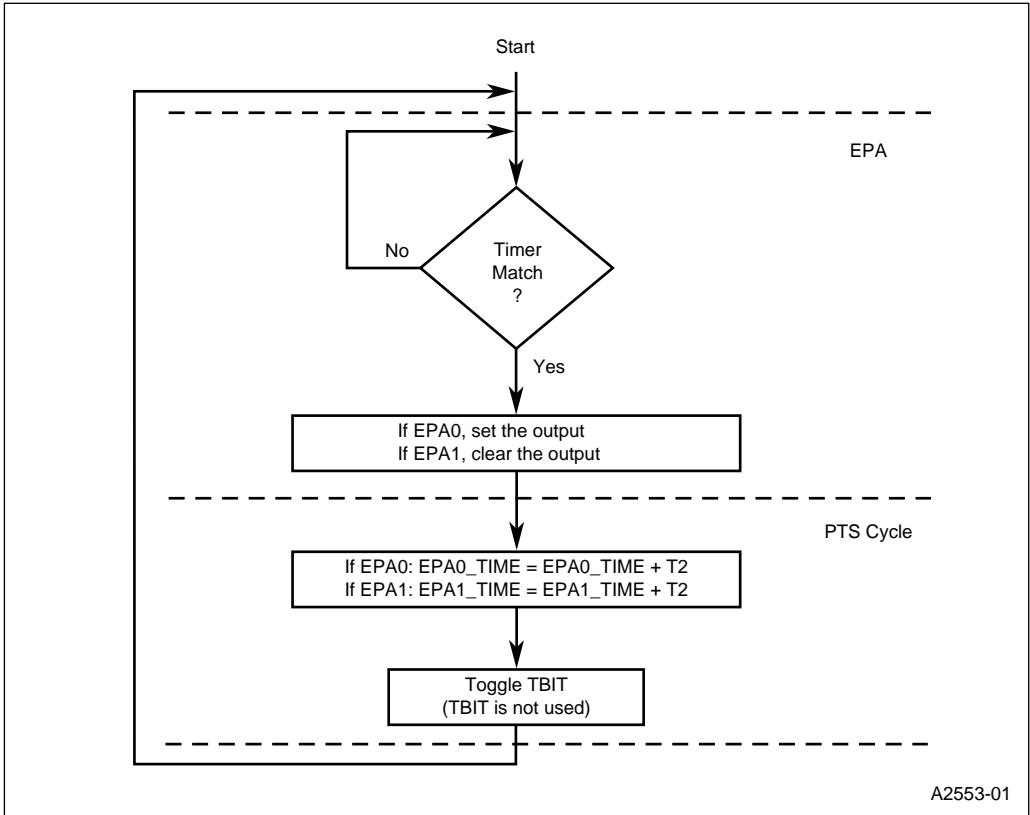 Start
EPA
No
Timer
Match
?
Yes
If EPA0, set the output
If EPA1, clear the output
PTS Cycle
If EPA0: EPA0_TIME = EPA0_TIME + T2
If EPA1: EPA1_TIME = EPA1_TIME + T2
Toggle TBIT
(TBIT is not used)
A2553-01